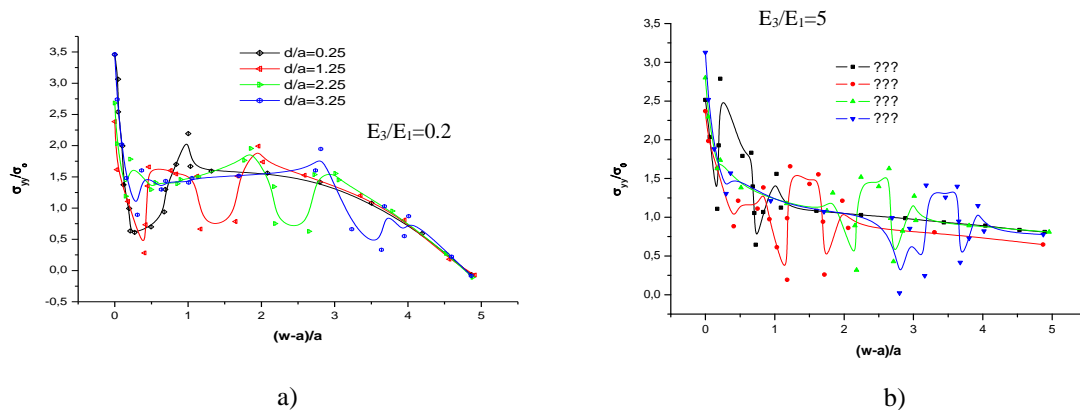 E₃/E₁=5
3,5
3,0
2,5
2,0
1,5
1,0
0,5
0,0
-0,5
σyy/σ0
0 1 2 3 4 5
(w-a)/a
d/a=0.25
d/a=1.25
d/a=2.25
d/a=3.25
E₃/E₁=0.2
a)
3,5
3,0
2,5
2,0
1,5
1,0
0,5
0,0
σyy/σ0
0 1 2 3 4 5
(w-a)/a
???
???
???
???
b)